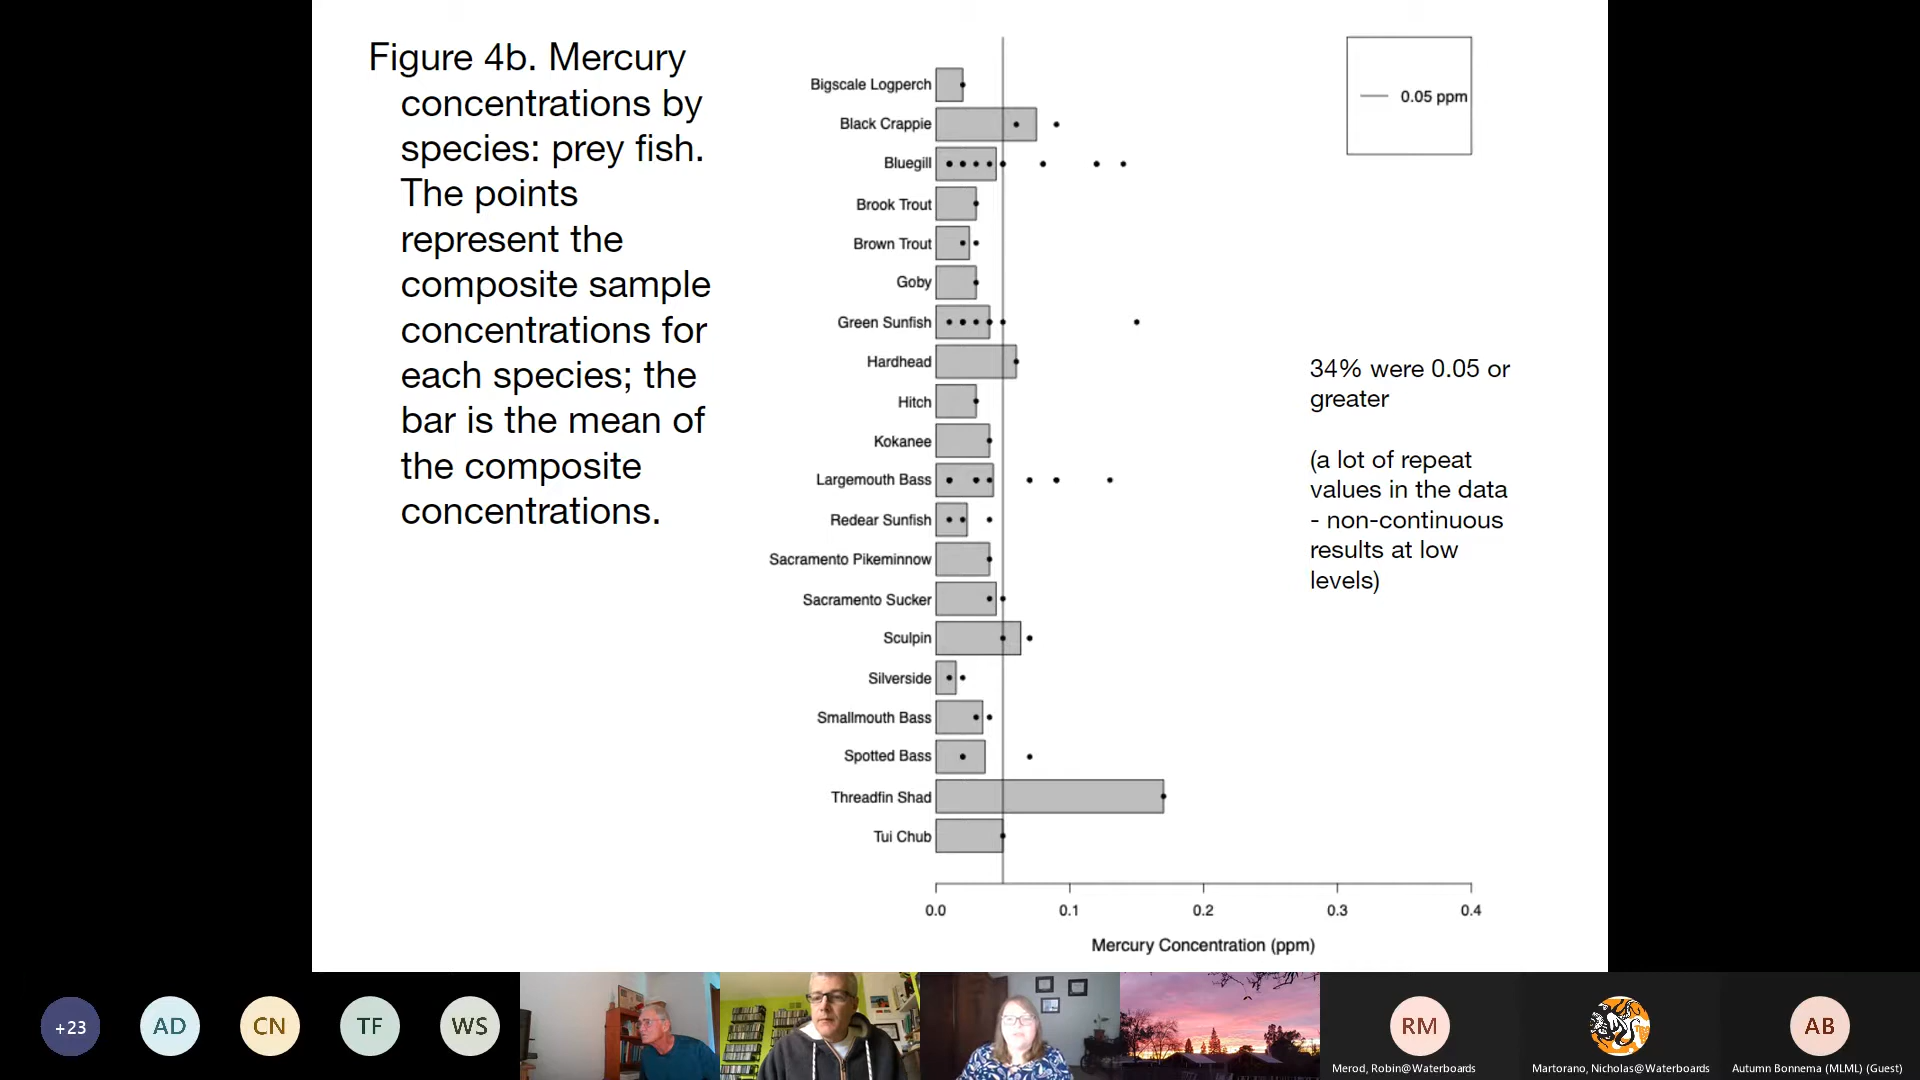 Figure 4b. Mercury
concentrations by
species: prey fish.
The points
represent the
composite sample
concentrations for
each species; the
bar is the mean of
the composite
concentrations.
Bigscale Logperch
Black Crappie
Bluegill
Brook Trout
Brown Trout
Goby
Green Sunfish
Hardhead
Hitch
Kokanee
Largemouth Bass
Redear Sunfish
Sacramento Pikeminnow
Sacramento Sucker
Sculpin
Silverside
Smallmouth Bass
Spotted Bass
Threadfin Shad
Tui Chub
0.0 0.1 0.2 0.3 0.4
Mercury Concentration (ppm)
0.05 ppm
34% were 0.05 or
greater
(a lot of repeat
values in the data
- non-continuous
results at low
levels)
+23
AD
CN
TF
WS
RM
Merod, Robin@Waterboards
Martorano, Nicholas@Waterboards
AB
Autumn Bonnema (MLML) (Guest)